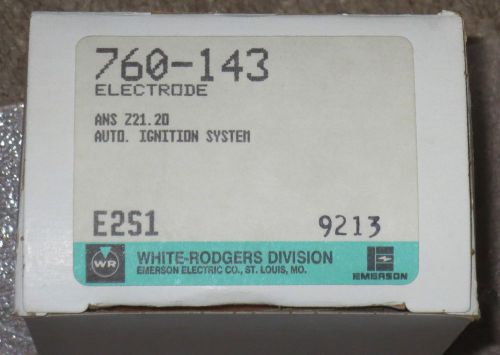 760-143
ELECTRODE
ANS Z21.20
AUTO. IGNITION SYSTEM
E2S1 9213
WR WHITE-RODGERS DIVISION
EMERSON ELECTRIC CO., ST. LOUIS, MO.
EMERSON